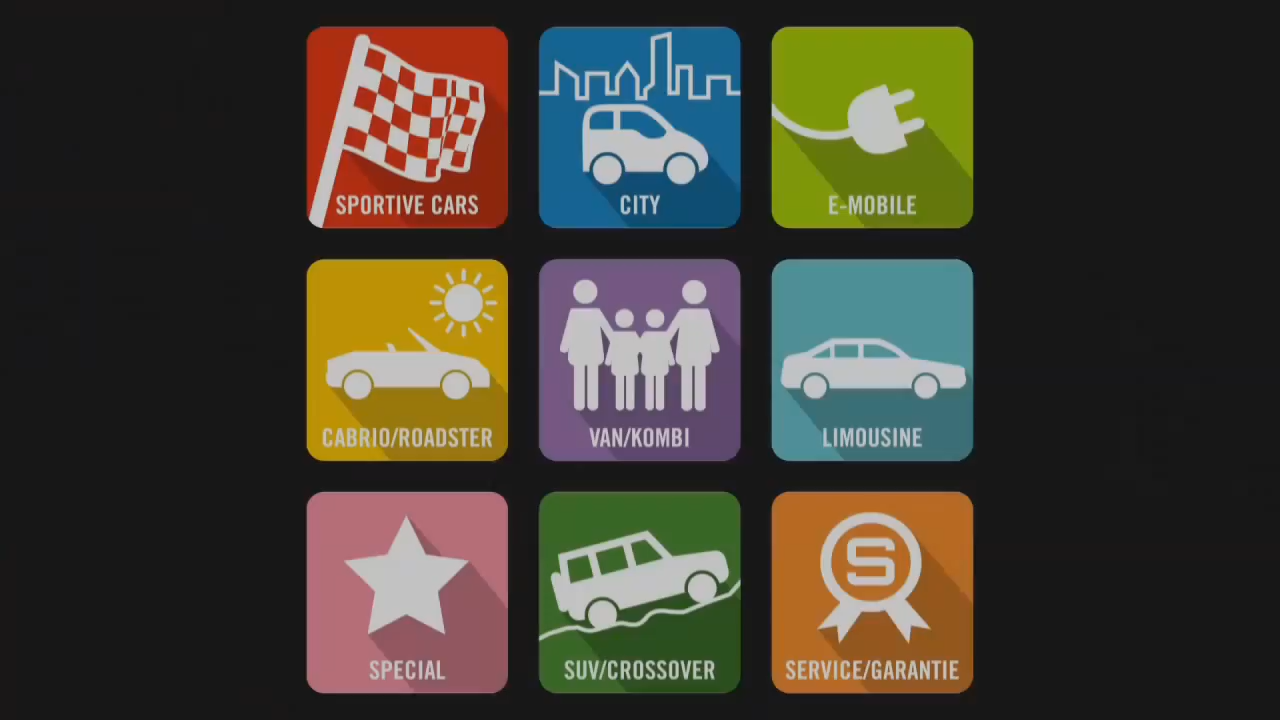 SPORTIVE CARS
CITY
E-MOBILE
CABRIO/ROADSTER
VAN/KOMBI
LIMOUSINE
SPECIAL
SUV/CROSSOVER
S
SERVICE/GARANTIE